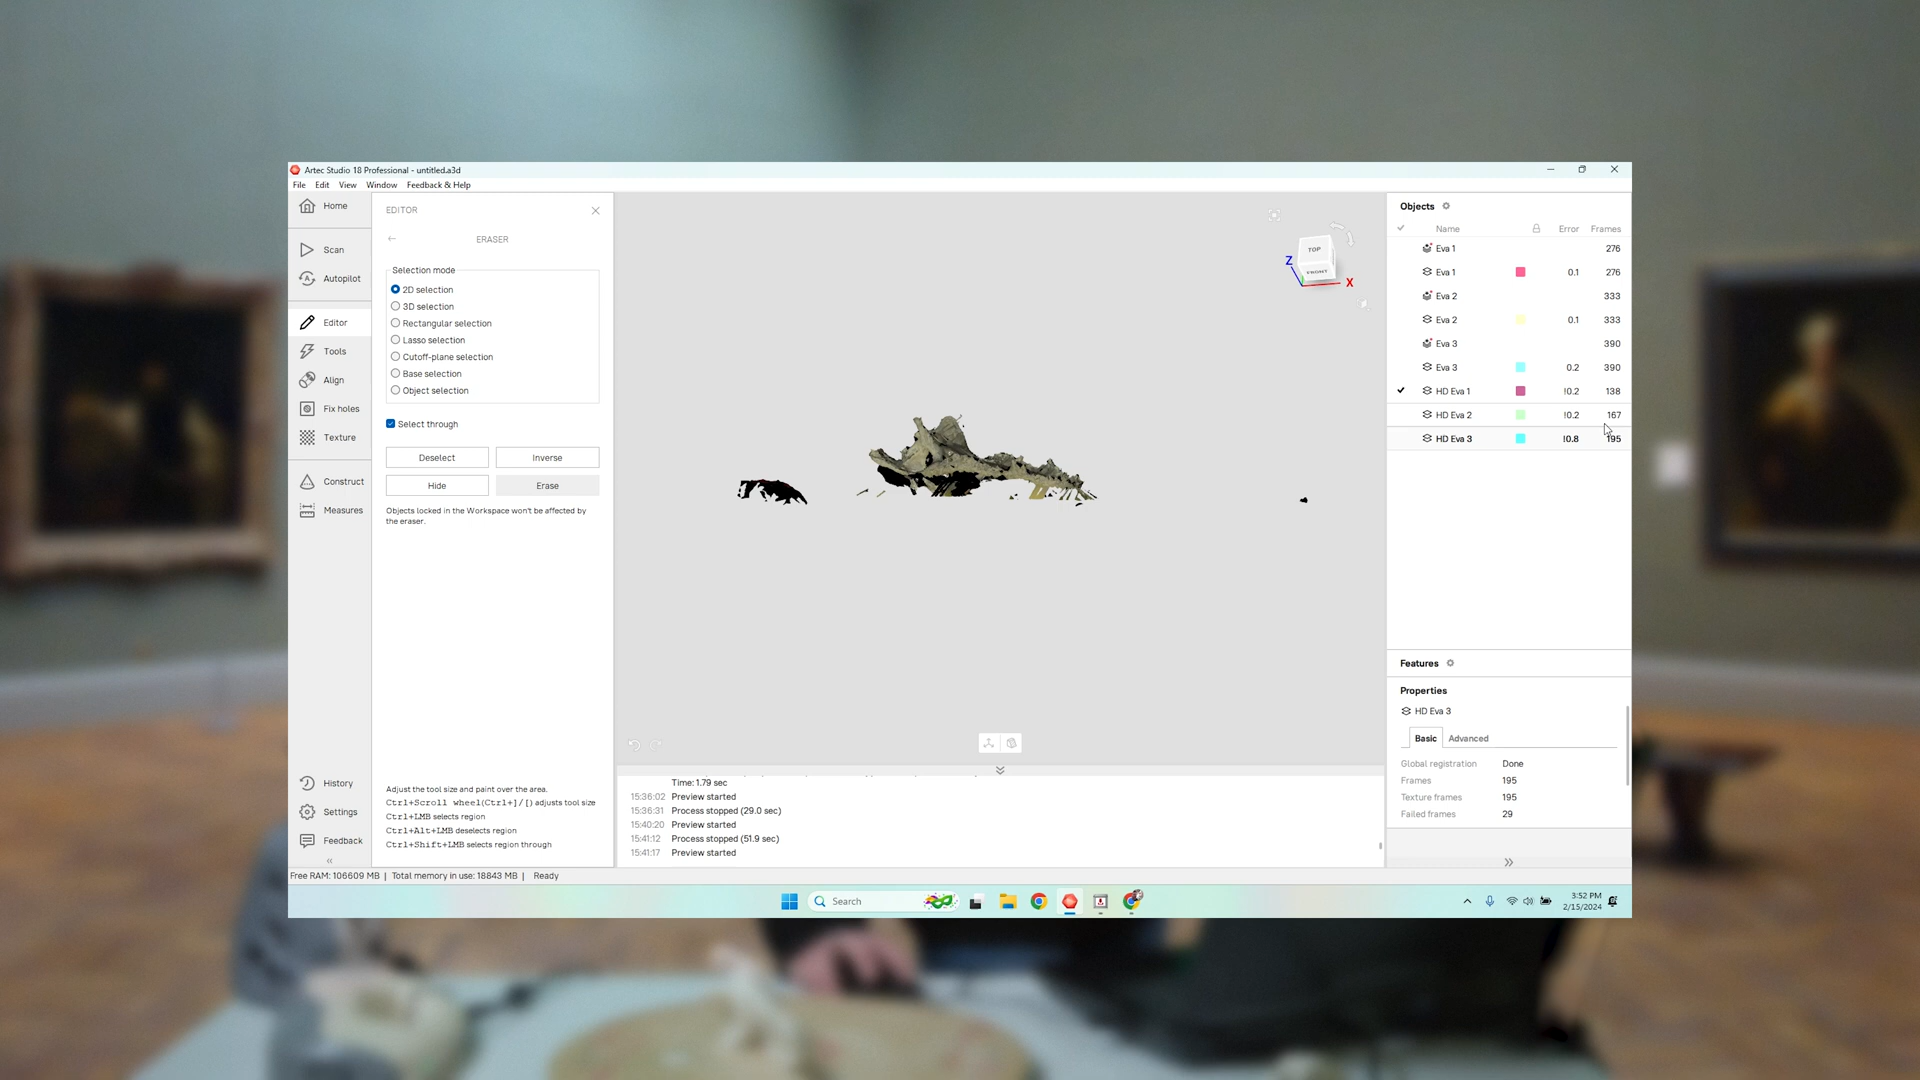 Artec Studio 18 Professional - untitled.a3d
File Edit View Window Feedback & Help
Home
Scan
Autopilot
Editor
Tools
Align
Fix holes
Texture
Construct
Measures
History
Settings
Feedback
EDITOR
ERASER
Selection mode
2D selection
3D selection
Rectangular selection
Lasso selection
Cutoff-plane selection
Base selection
Object selection
Select through
Deselect Inverse
Hide Erase
Objects locked in the Workspace won't be affected by
the eraser.
Adjust the tool size and paint over the area.
Ctrl+Scroll wheel(Ctrl+]/[) adjusts tool size
Ctrl+LMB selects region
Ctrl+Alt+LMB deselects region
Ctrl+Shift+LMB selects region through
TOP
FRONT
Z
X
Time: 1.79 sec
15:36:02 Preview started
15:36:31 Process stopped (29.0 sec)
15:40:20 Preview started
15:41:12 Process stopped (51.9 sec)
15:41:17 Preview started
Objects
Name Error Frames
Eva 1 276
Eva 1 0.1 276
Eva 2 333
Eva 2 0.1 333
Eva 3 390
Eva 3 0.2 390
HD Eva 1 !0.2 138
HD Eva 2 !0.2 167
HD Eva 3 !0.8 195
Features
Properties
HD Eva 3
Basic Advanced
Global registration Done
Frames 195
Texture frames 195
Failed frames 29
Free RAM: 106609 MB | Total memory in use: 18843 MB | Ready
Search
3:52 PM
2/15/2024